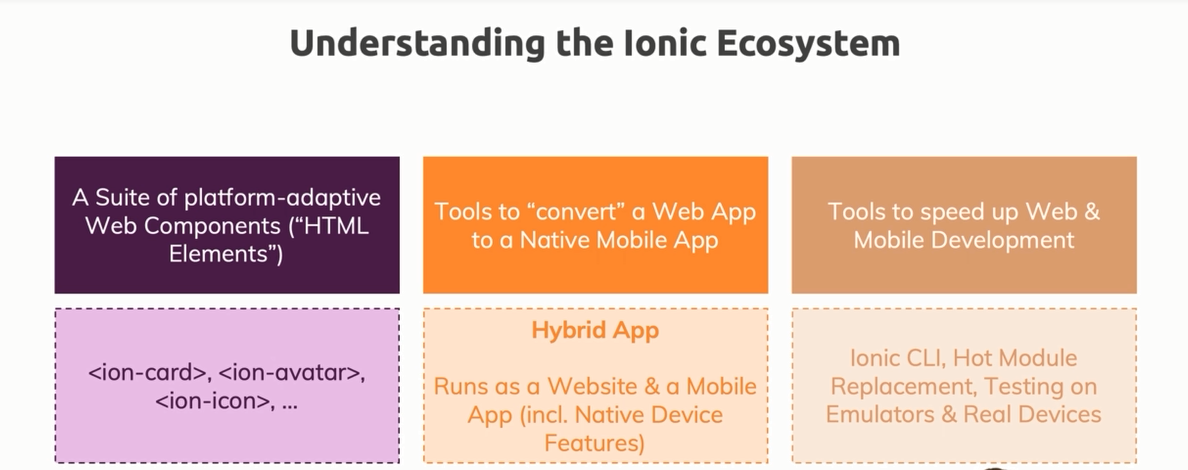 Understanding the Ionic Ecosystem
A Suite of platform-adaptive
Web Components (“HTML
Elements”)
Tools to “convert” a Web App
to a Native Mobile App
Tools to speed up Web &
Mobile Development
<ion-card>, <ion-avatar>,
<ion-icon>, ...
Hybrid App
Runs as a Website & a Mobile
App (incl. Native Device
Features)
Ionic CLI, Hot Module
Replacement, Testing on
Emulators & Real Devices